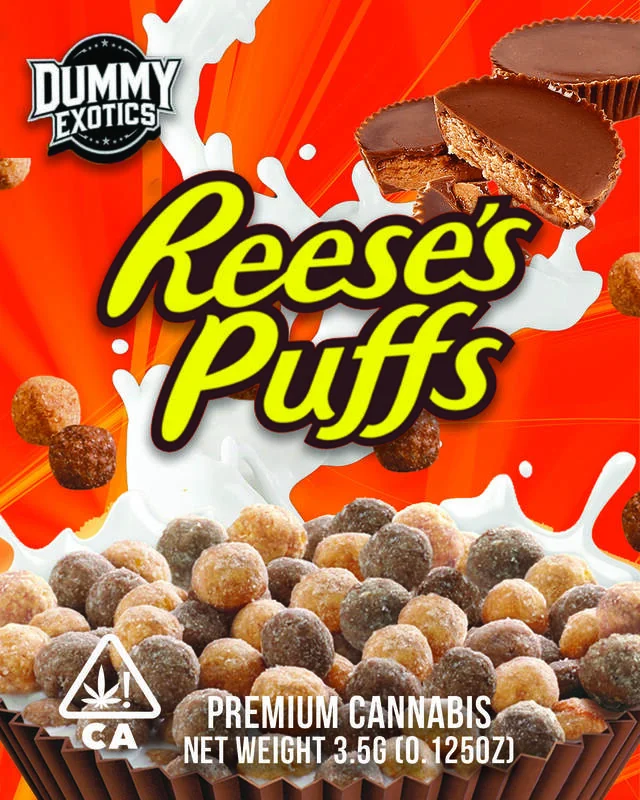 DUMMY
EXOTICS
Reese's
Puffs
!
CA
PREMIUM CANNABIS
NET WEIGHT 3.5G (0.125OZ)